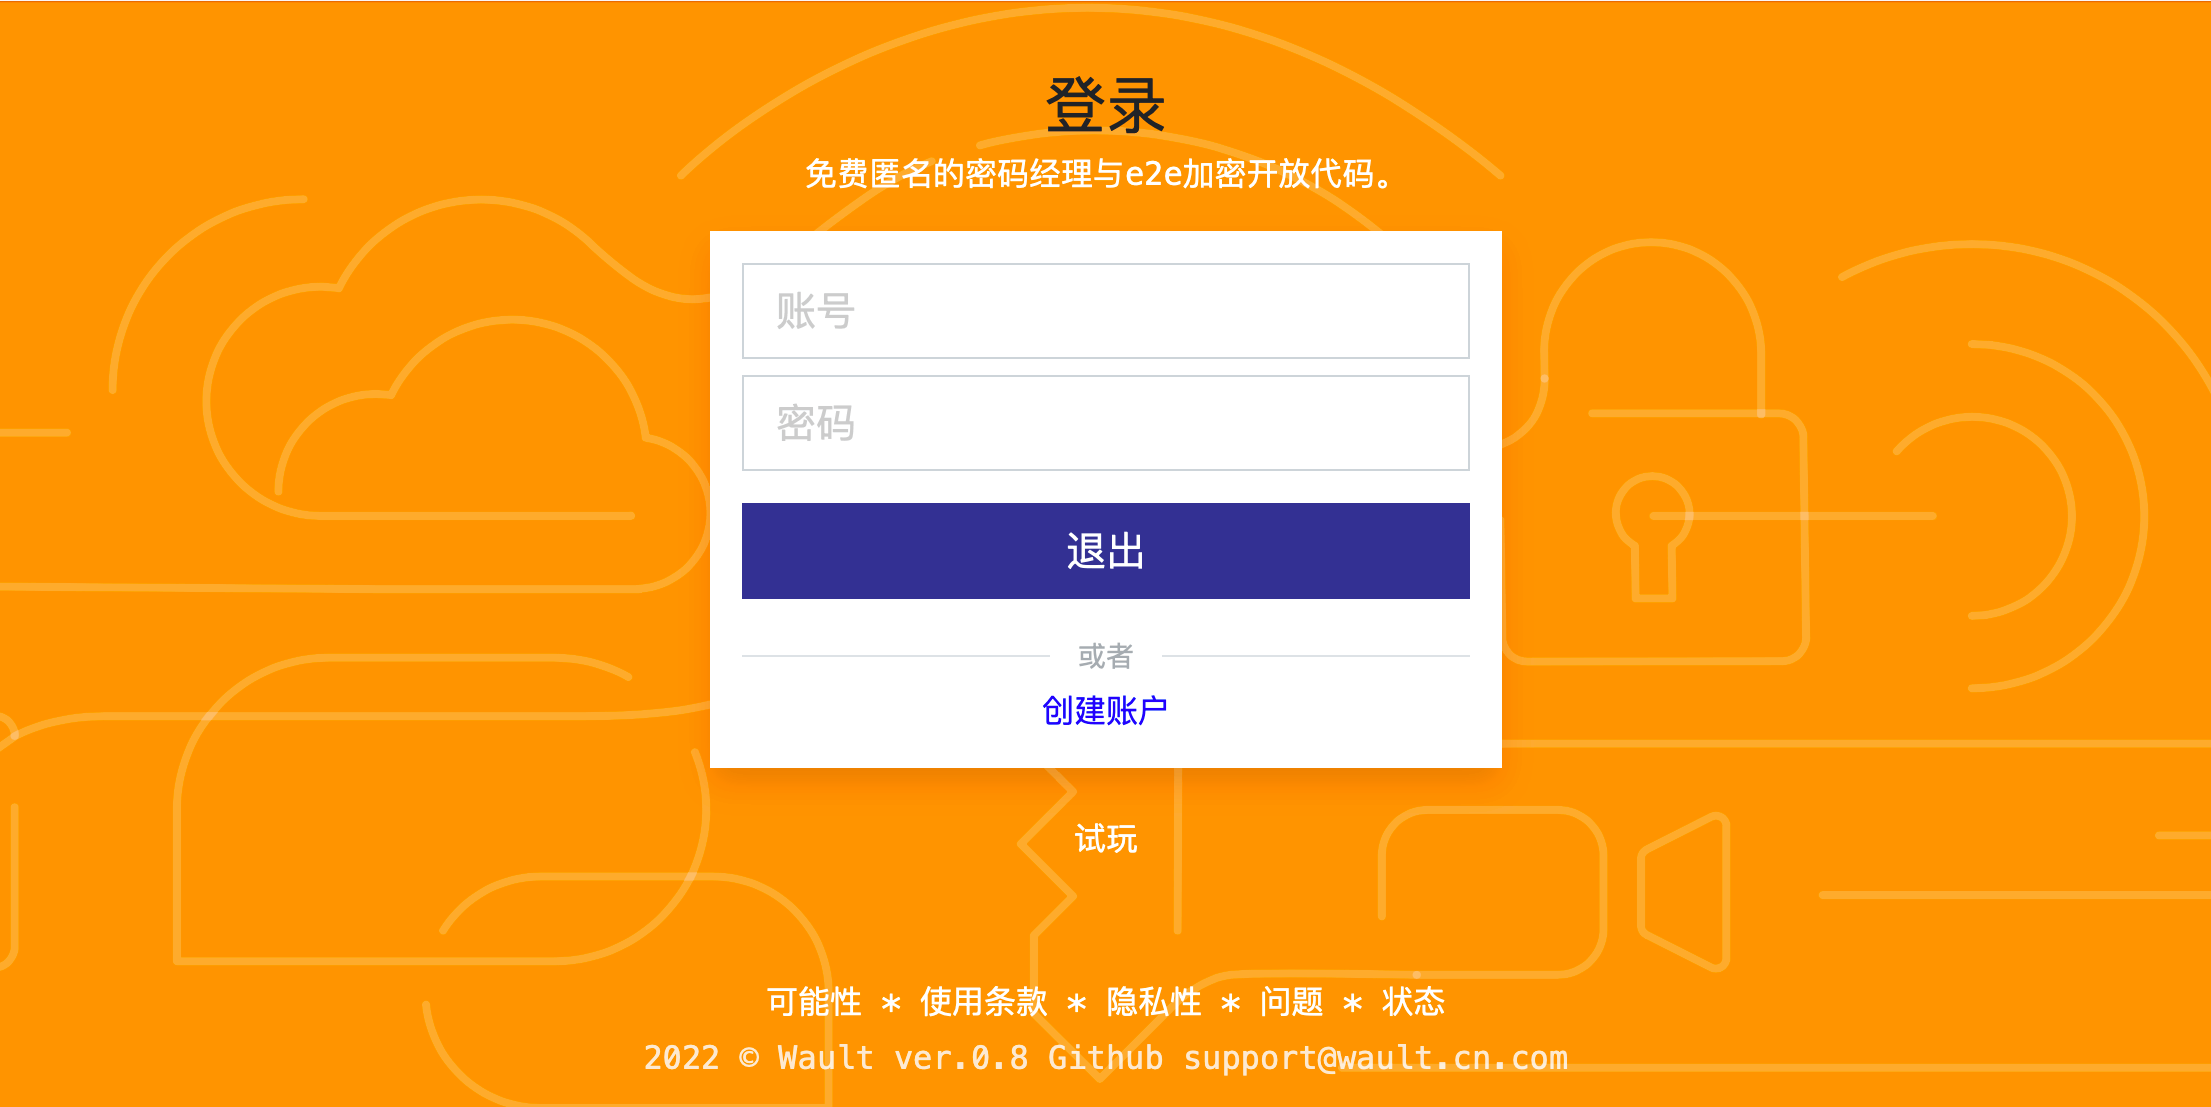 登录
免费匿名的密码经理与e2e加密开放代码。
账号
密码
退出
或者
创建账户
试玩
可能性 * 使用条款 * 隐私性 * 问题 * 状态
2022 © Wault ver.0.8 Github support@wault.cn.com